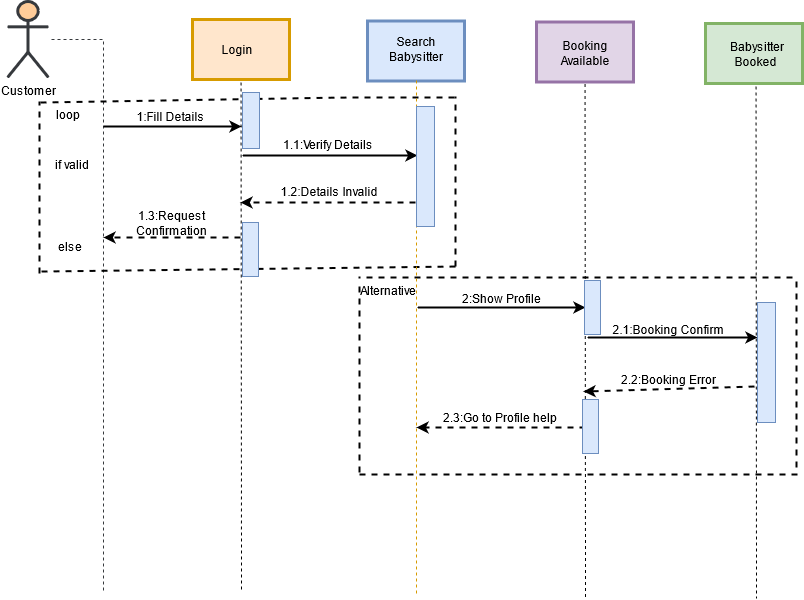 Customer
Login
Search
Babysitter
Booking
Available
Babysitter
Booked
loop
1:Fill Details
1.1:Verify Details
if valid
1.2:Details Invalid
1.3:Request
Confirmation
else
Alternative
2:Show Profile
2.1:Booking Confirm
2.2:Booking Error
2.3:Go to Profile help